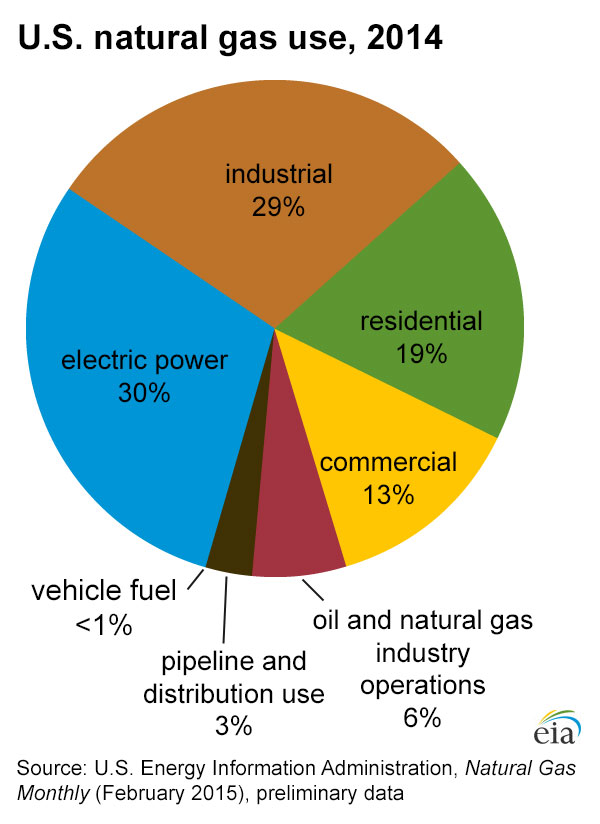 U.S. natural gas use, 2014
industrial
29%
residential
19%
electric power
30%
commercial
13%
vehicle fuel
<1%
pipeline and
distribution use
3%
oil and natural gas
industry
operations
6%
eia
Source: U.S. Energy Information Administration, Natural Gas
Monthly (February 2015), preliminary data